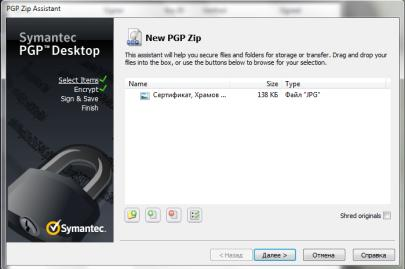 PGP Zip Assistant
Symantec
PGP™ Desktop
Select Items
Encrypt
Sign & Save
Finish
Symantec.
New PGP Zip
This assistant will help you secure files and folders for storage or transfer. Drag and drop your
files into the box, or use the buttons below to browse for your selection.
Name Size Type
Сертификат, Храмов ... 138 КБ Файл "JPG"
Shred originals
< Назад Далее > Отмена Справка